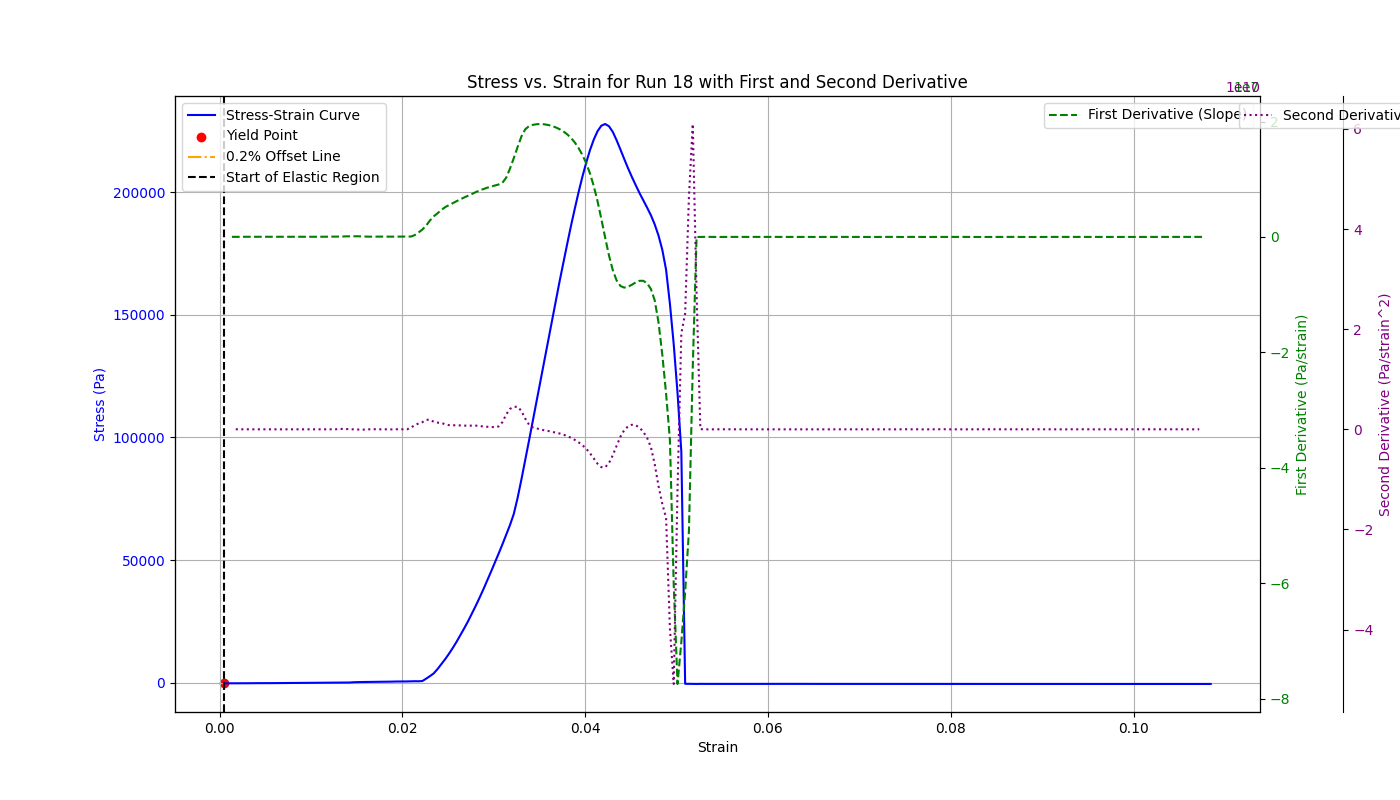 Stress vs. Strain for Run 18 with First and Second Derivative
Stress-Strain Curve
Yield Point
0.2% Offset Line
Start of Elastic Region
First Derivative (Slope)
Second Derivativ
200000
150000
100000
50000
0
Stress (Pa)
0.00
0.02
0.04
0.06
0.08
0.10
Strain
2
0
−2
−4
−6
−8
First Derivative (Pa/strain)
6
4
2
0
−2
−4
Second Derivative (Pa/strain^2)